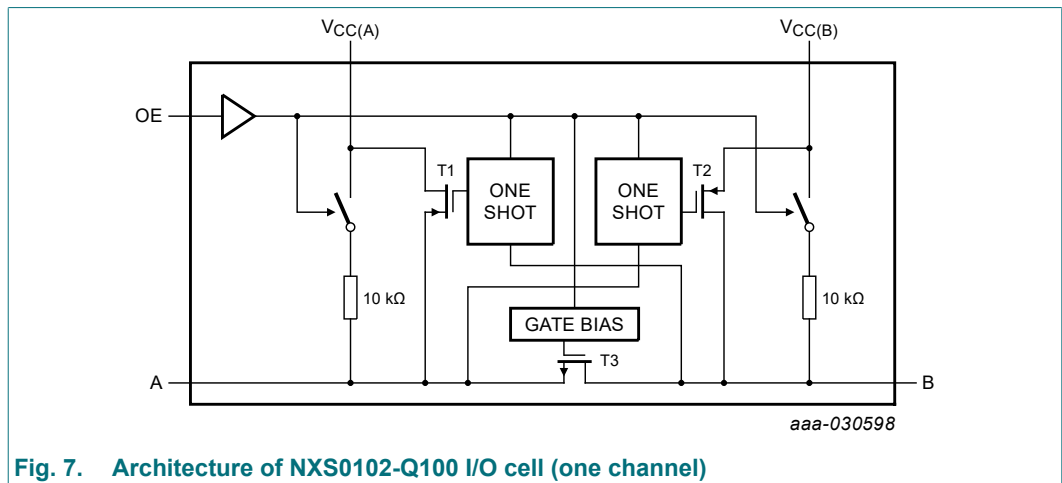 VCC(A)
VCC(B)
OE
T1
ONE
SHOT
ONE
SHOT
T2
10 kΩ
10 kΩ
GATE BIAS
T3
A
B
aaa-030598
Fig. 7. Architecture of NXS0102-Q100 I/O cell (one channel)